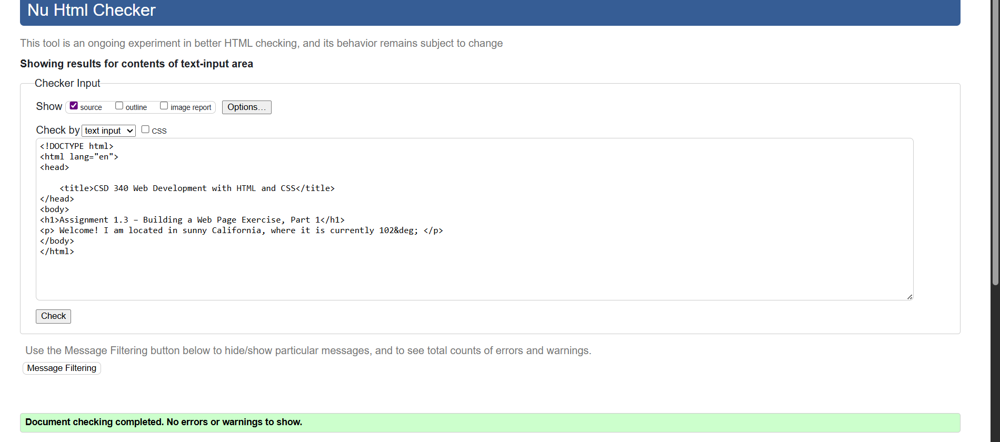 Nu Html Checker
This tool is an ongoing experiment in better HTML checking, and its behavior remains subject to change
Showing results for contents of text-input area
Checker Input
Show source outline image report Options...
Check by text input CSS
<!DOCTYPE html>
<html lang="en">
<head>
    <title>CSD 340 Web Development with HTML and CSS</title>
</head>
<body>
<h1>Assignment 1.3 – Building a Web Page Exercise, Part 1</h1>
<p> Welcome! I am located in sunny California, where it is currently 102&deg; </p>
</body>
</html>
Check
Use the Message Filtering button below to hide/show particular messages, and to see total counts of errors and warnings.
Message Filtering
Document checking completed. No errors or warnings to show.